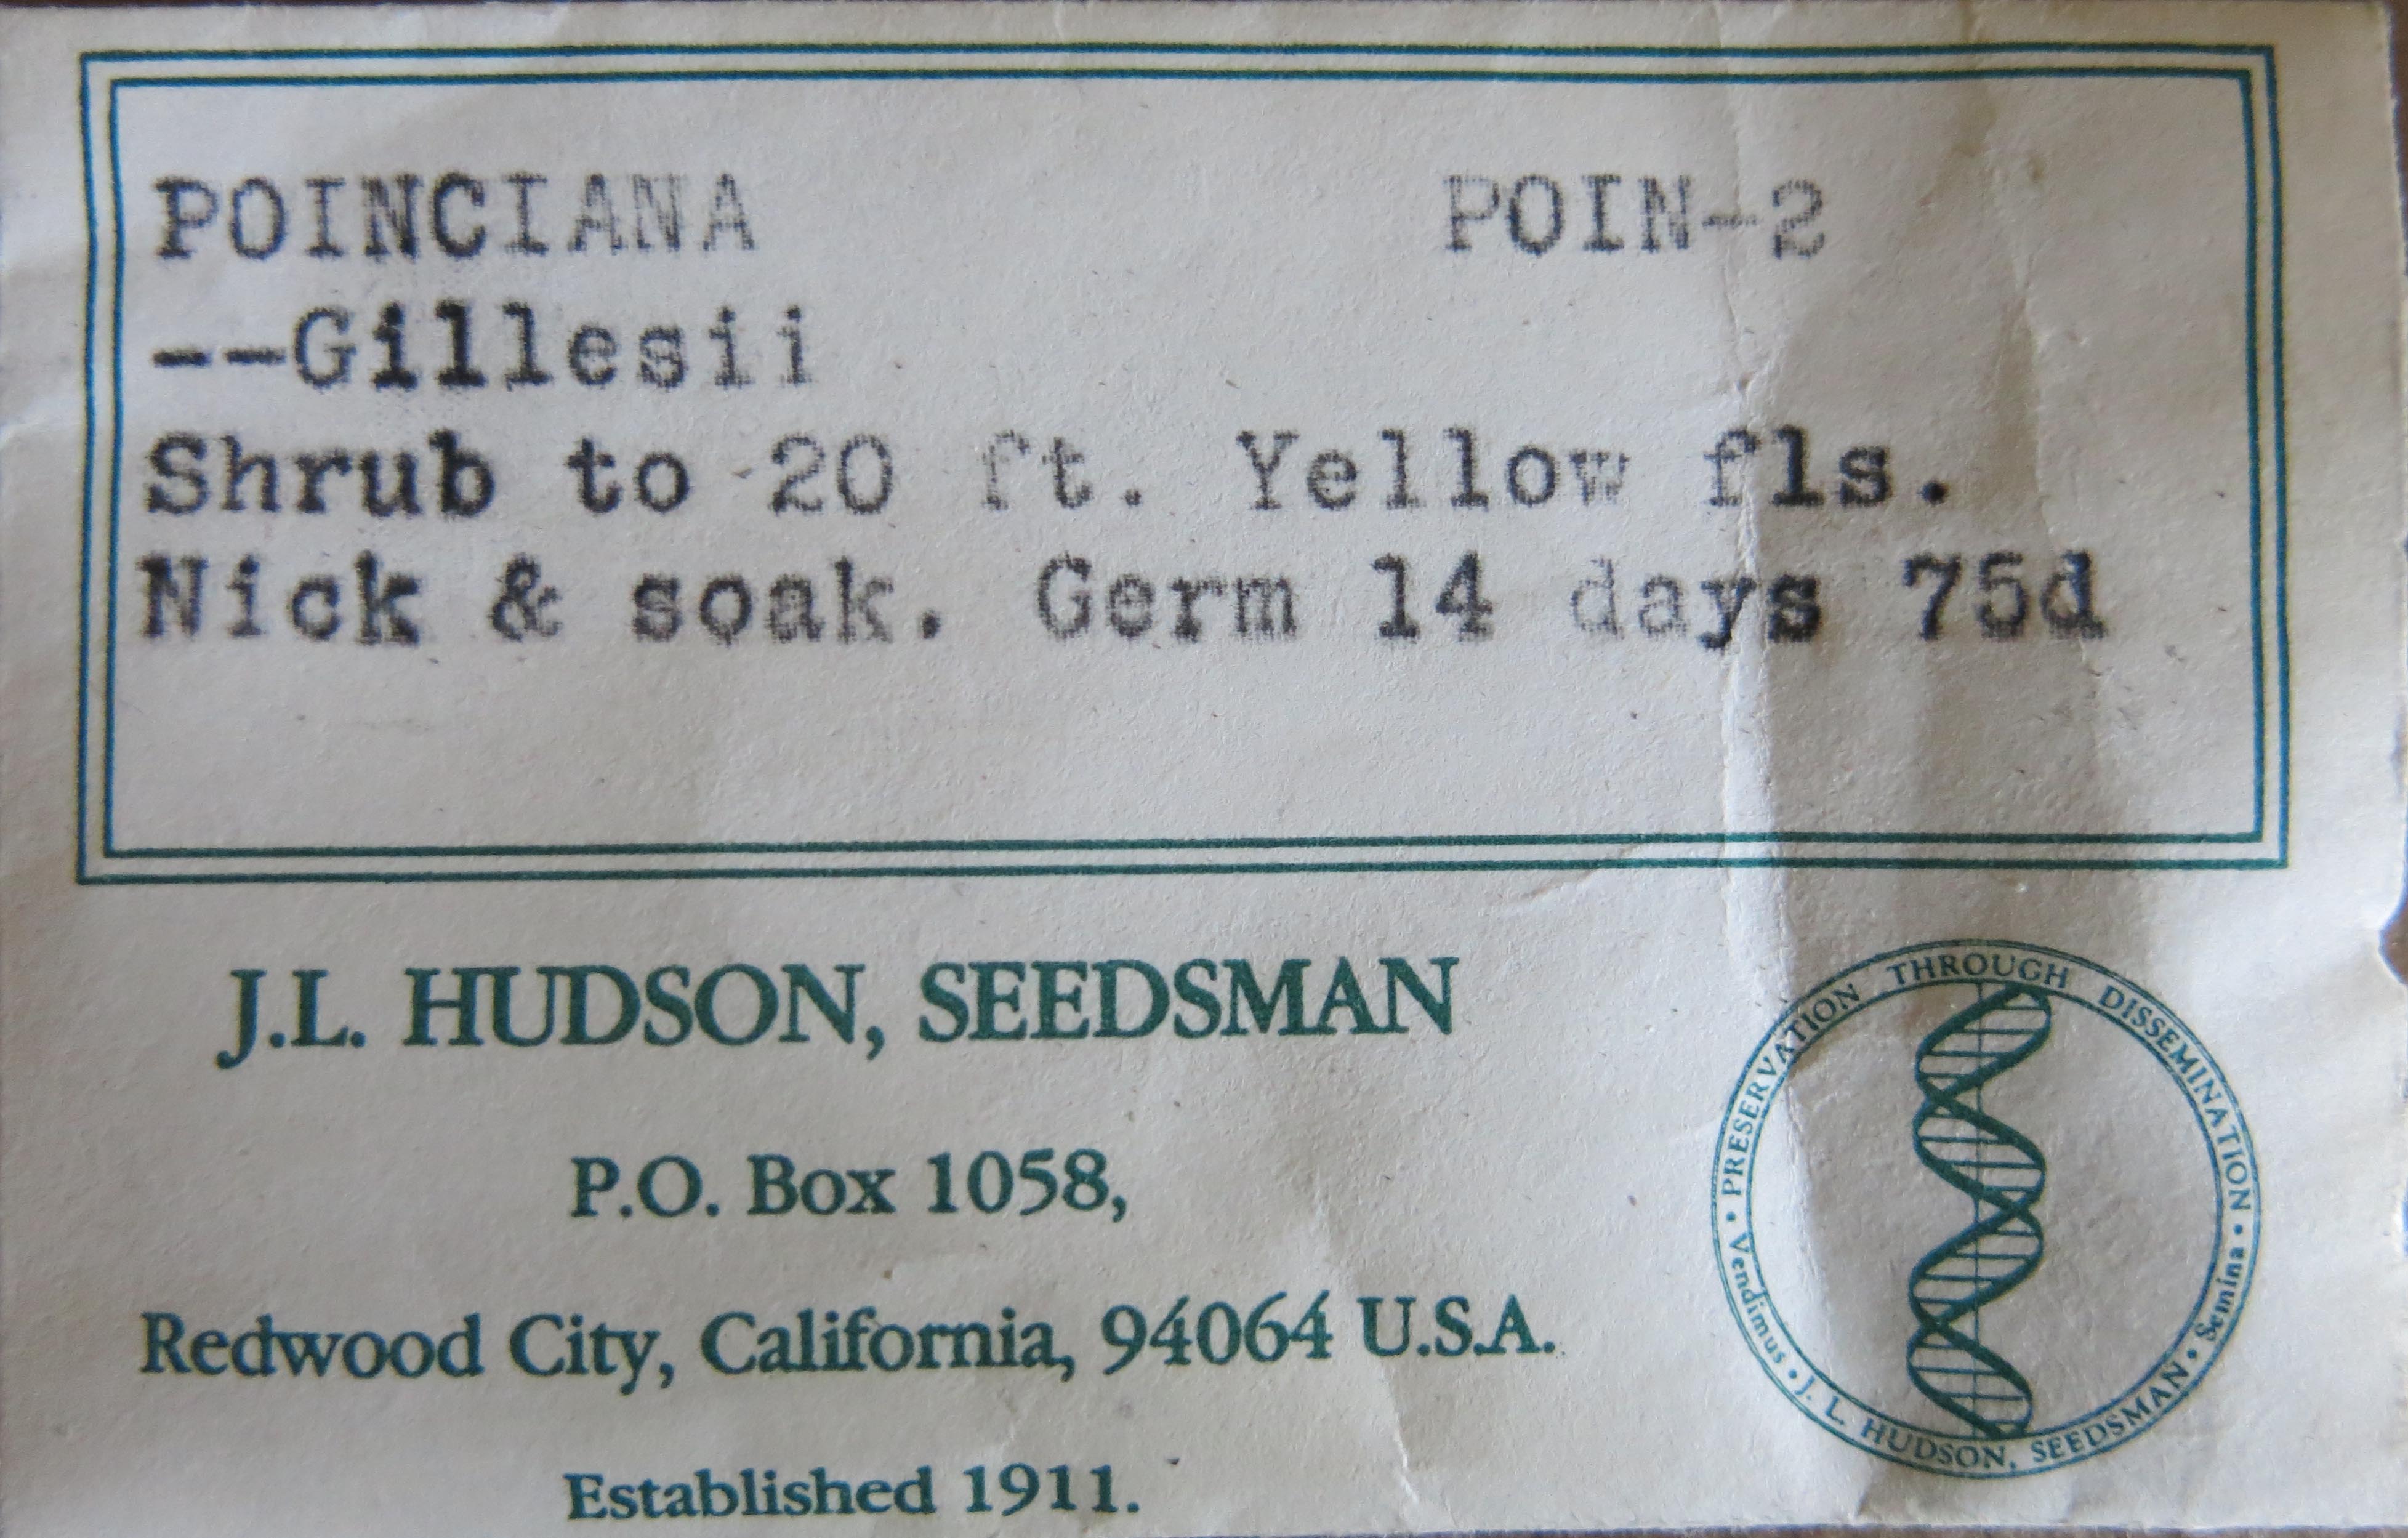 POINCIANA POIN-2
--Gillesii
Shrub to 20 ft. Yellow fls.
Nick & soak. Germ 14 days 75d
J.L. HUDSON, SEEDSMAN
P.O. Box 1058,
Redwood City, California, 94064 U.S.A.
Established 1911.
• PRESERVATION THROUGH DISSEMINATION •
Vendimus • J. L. HUDSON, SEEDSMAN • Semina